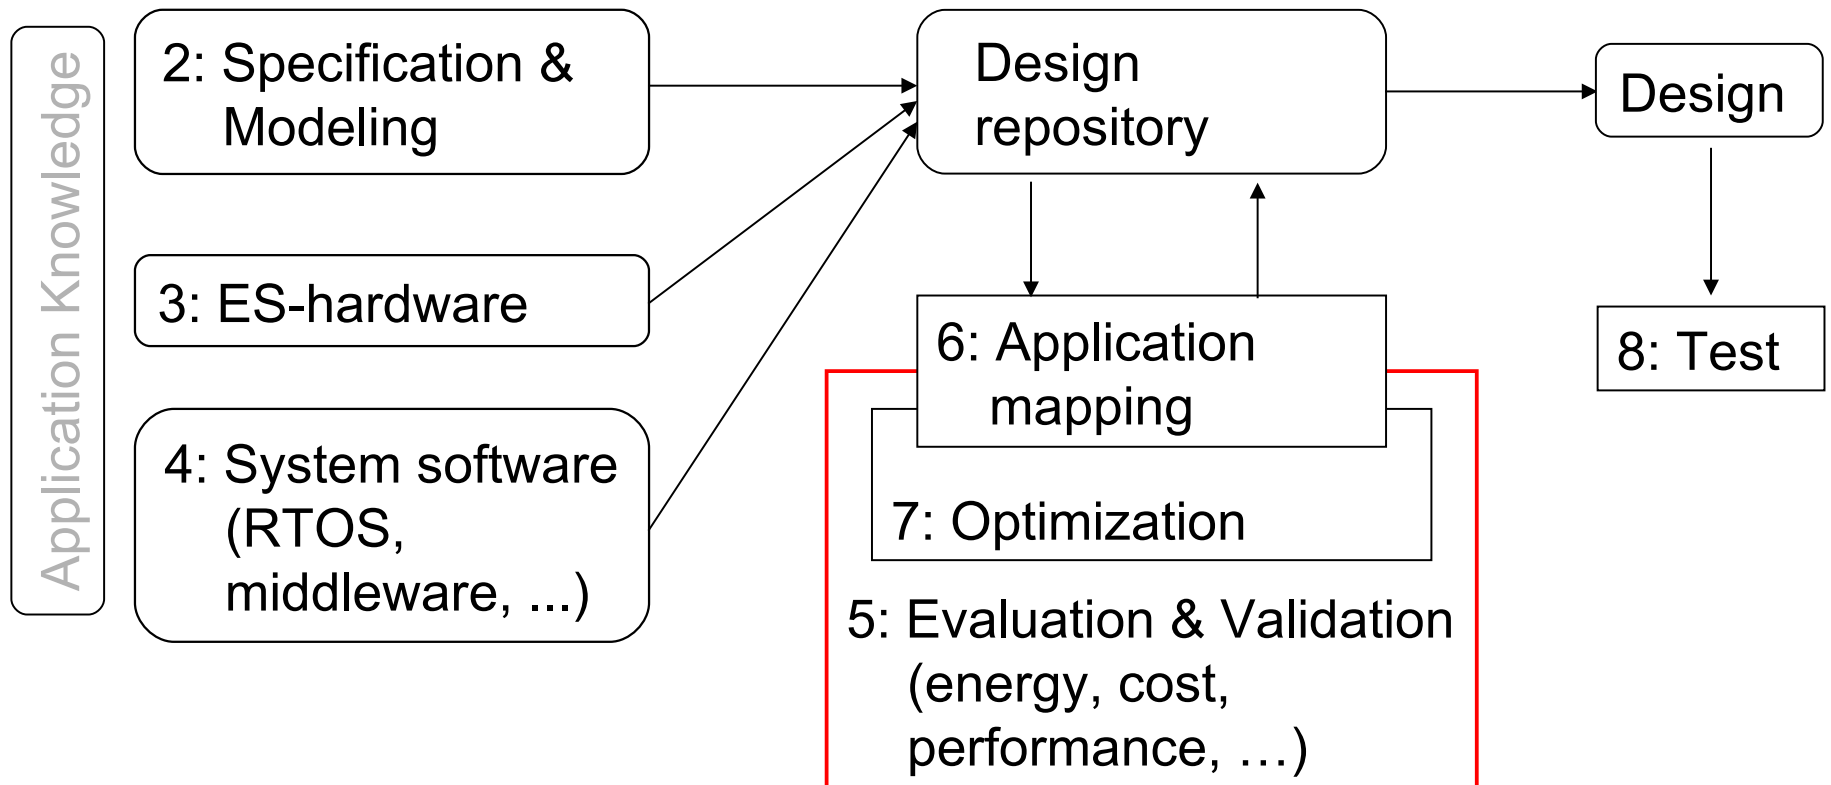 Application Knowledge
2: Specification &
Modeling
3: ES-hardware
4: System software
(RTOS,
middleware, ...)
Design
repository
6: Application
mapping
7: Optimization
5: Evaluation & Validation
(energy, cost,
performance, …)
Design
8: Test